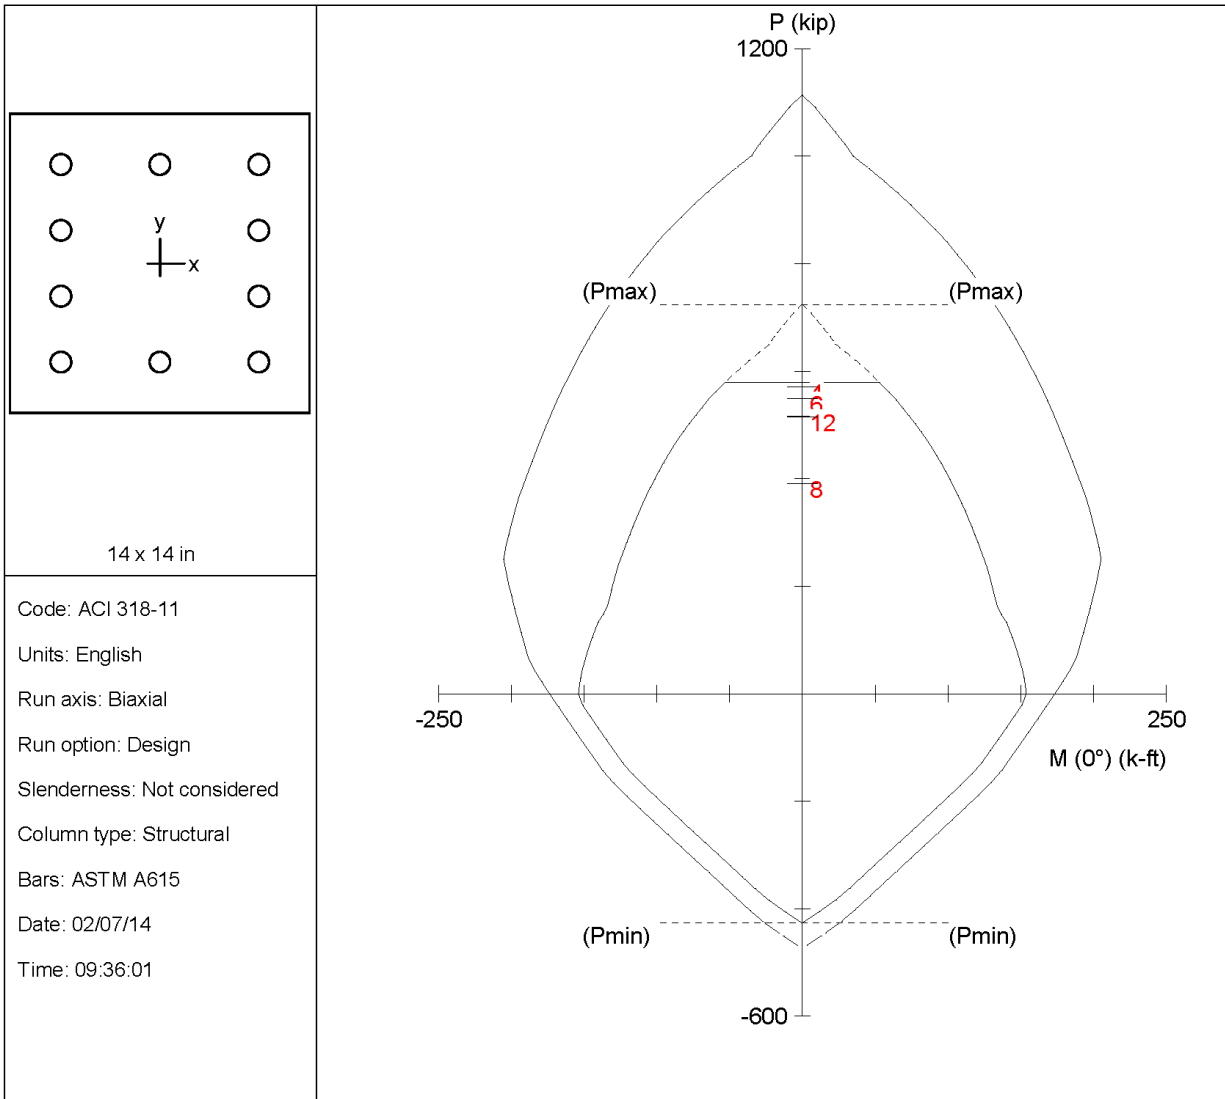 y
x
14 x 14 in
Code: ACI 318-11
Units: English
Run axis: Biaxial
Run option: Design
Slenderness: Not considered
Column type: Structural
Bars: ASTM A615
Date: 02/07/14
Time: 09:36:01
P (kip)
1200
(Pmax) (Pmax)
6
12
8
-250 250
M (0°) (k-ft)
(Pmin) (Pmin)
-600